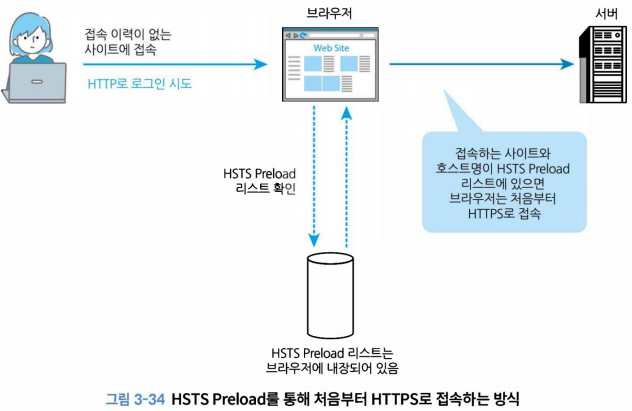 브라우저
서버
접속 이력이 없는
사이트에 접속
HTTP로 로그인 시도
Web Site
접속하는 사이트와
호스트명이 HSTS Preload
리스트에 있으면
브라우저는 처음부터
HTTPS로 접속
HSTS Preload
리스트 확인
HSTS Preload 리스트는
브라우저에 내장되어 있음
그림 3-34 HSTS Preload를 통해 처음부터 HTTPS로 접속하는 방식